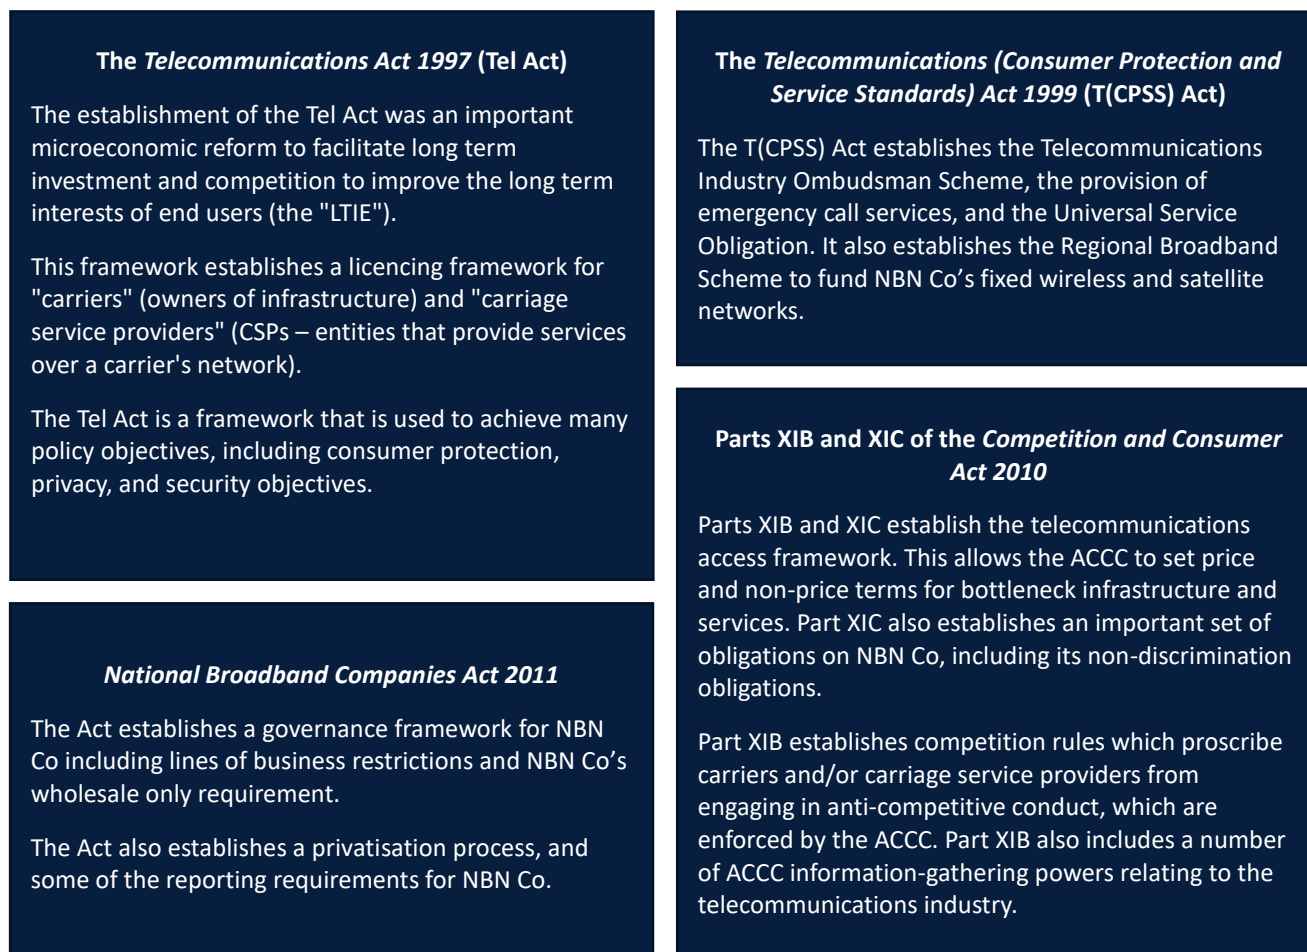 The Telecommunications Act 1997 (Tel Act)
The establishment of the Tel Act was an important
microeconomic reform to facilitate long term
investment and competition to improve the long term
interests of end users (the "LTIE").
This framework establishes a licencing framework for
"carriers" (owners of infrastructure) and "carriage
service providers" (CSPs – entities that provide services
over a carrier's network).
The Tel Act is a framework that is used to achieve many
policy objectives, including consumer protection,
privacy, and security objectives.
National Broadband Companies Act 2011
The Act establishes a governance framework for NBN
Co including lines of business restrictions and NBN Co’s
wholesale only requirement.
The Act also establishes a privatisation process, and
some of the reporting requirements for NBN Co.
The Telecommunications (Consumer Protection and
Service Standards) Act 1999 (T(CPSS) Act)
The T(CPSS) Act establishes the Telecommunications
Industry Ombudsman Scheme, the provision of
emergency call services, and the Universal Service
Obligation. It also establishes the Regional Broadband
Scheme to fund NBN Co’s fixed wireless and satellite
networks.
Parts XIB and XIC of the Competition and Consumer
Act 2010
Parts XIB and XIC establish the telecommunications
access framework. This allows the ACCC to set price
and non-price terms for bottleneck infrastructure and
services. Part XIC also establishes an important set of
obligations on NBN Co, including its non-discrimination
obligations.
Part XIB establishes competition rules which proscribe
carriers and/or carriage service providers from
engaging in anti-competitive conduct, which are
enforced by the ACCC. Part XIB also includes a number
of ACCC information-gathering powers relating to the
telecommunications industry.